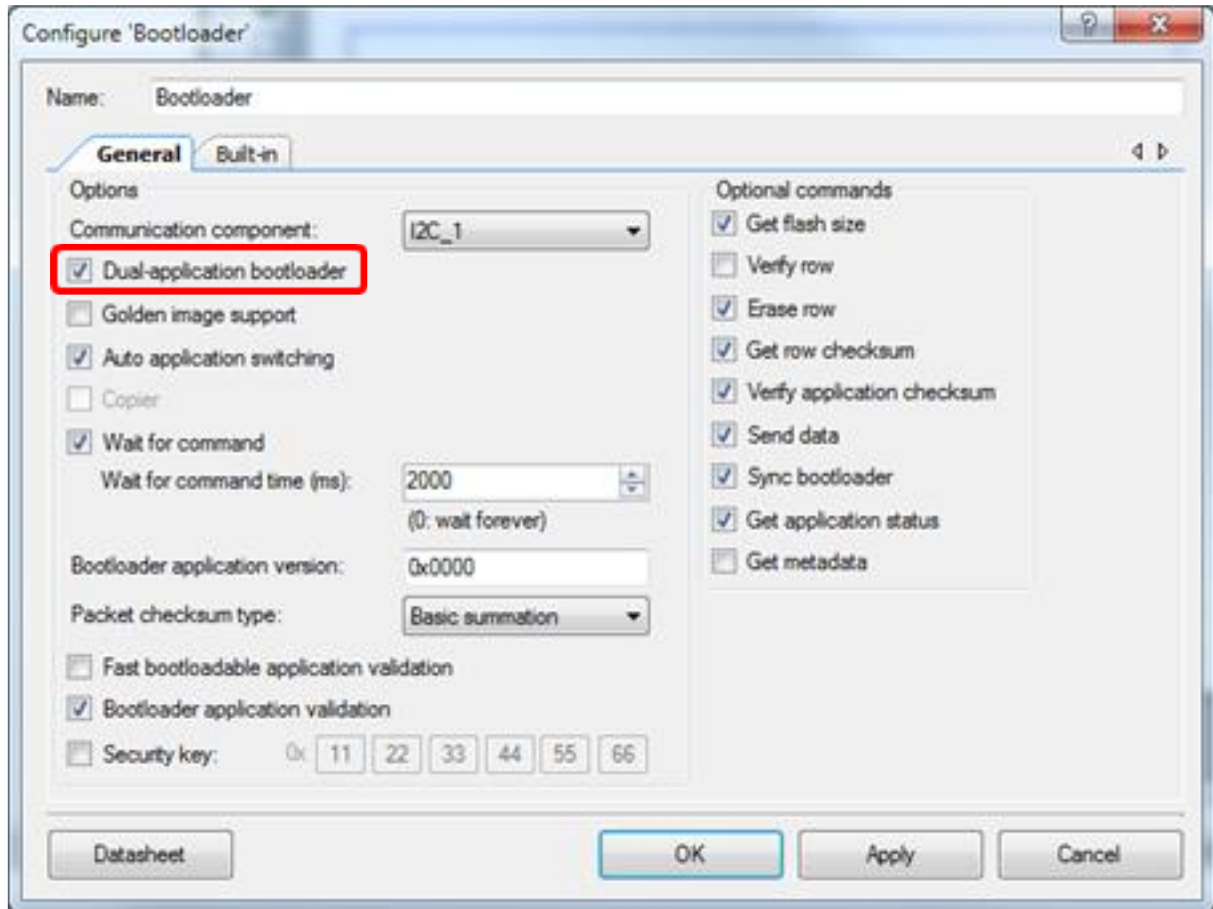 Configure 'Bootloader'
Name: Bootloader
General Built-in
Options
Communication component: I2C_1
Dual-application bootloader
Golden image support
Auto application switching
Copier
Wait for command
Wait for command time (ms): 2000
(0: wait forever)
Bootloader application version: 0x0000
Packet checksum type: Basic summation
Fast bootloadable application validation
Bootloader application validation
Security key: 0x 11 22 33 44 55 66
Optional commands
Get flash size
Verify row
Erase row
Get row checksum
Verify application checksum
Send data
Sync bootloader
Get application status
Get metadata
Datasheet OK Apply Cancel